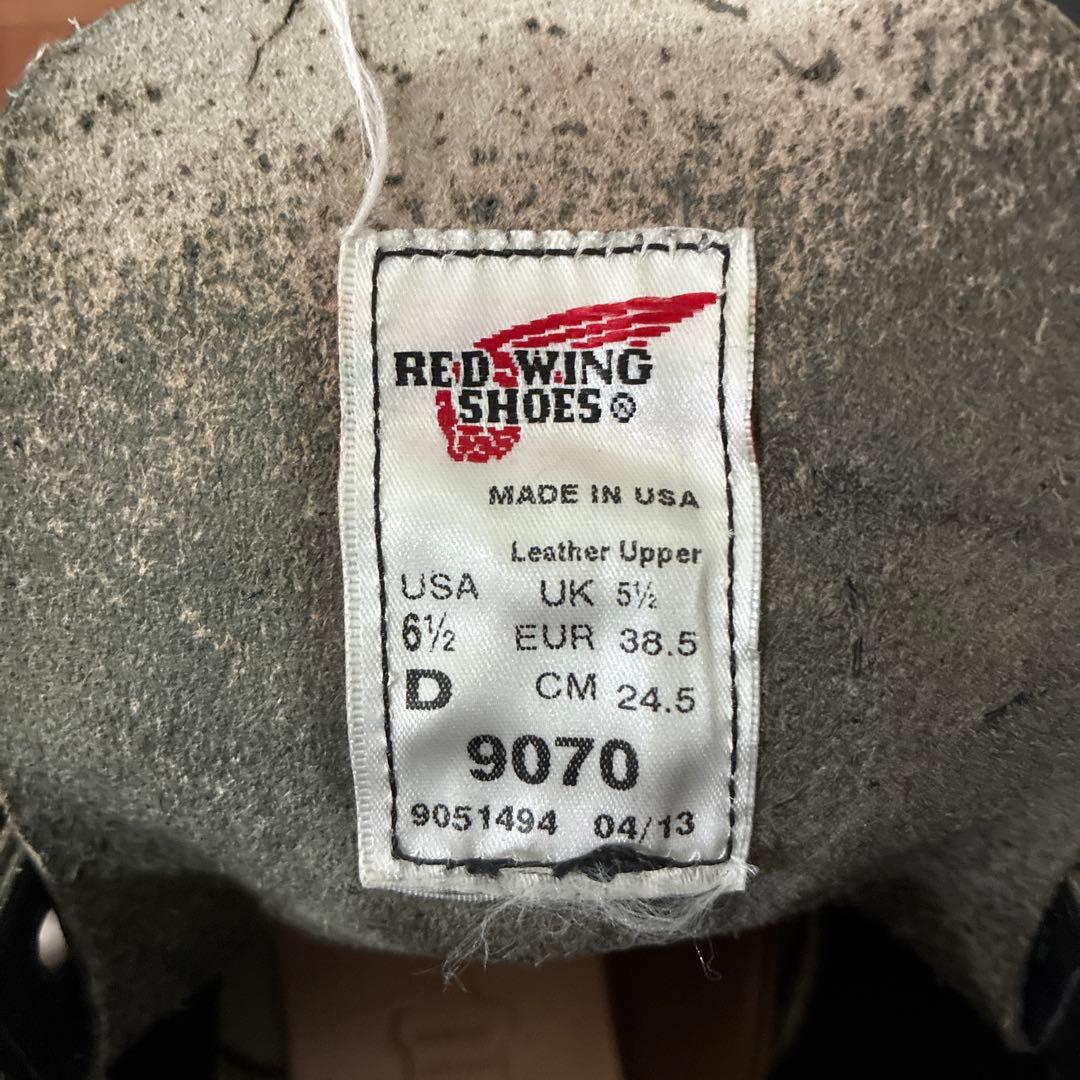 RED WING
SHOES®
MADE IN USA
Leather Upper
USA UK 5½
6½ EUR 38.5
D CM 24.5
9070
9051494 04/13